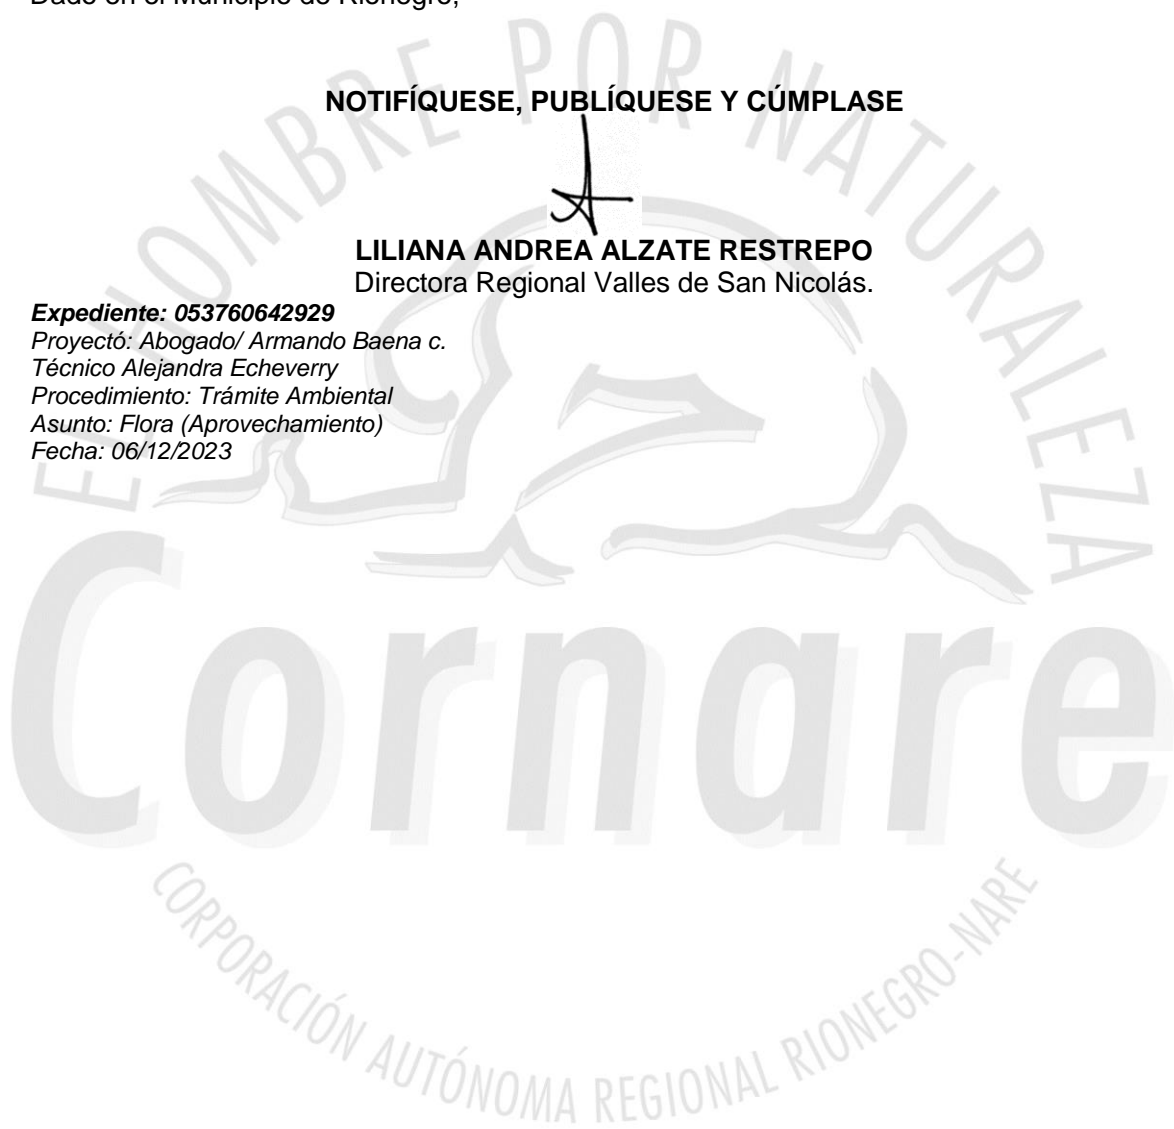 Dado en el Municipio de Rionegro,
NOTIFÍQUESE, PUBLÍQUESE Y CÚMPLASE
LILIANA ANDREA ALZATE RESTREPO
Directora Regional Valles de San Nicolás.
Expediente: 053760642929
Proyectó: Abogado/ Armando Baena c.
Técnico Alejandra Echeverry
Procedimiento: Trámite Ambiental
Asunto: Flora (Aprovechamiento)
Fecha: 06/12/2023
EL HOMBRE POR NATURALEZA
Cornare
CORPORACIÓN AUTÓNOMA REGIONAL RIONEGRO-NARE